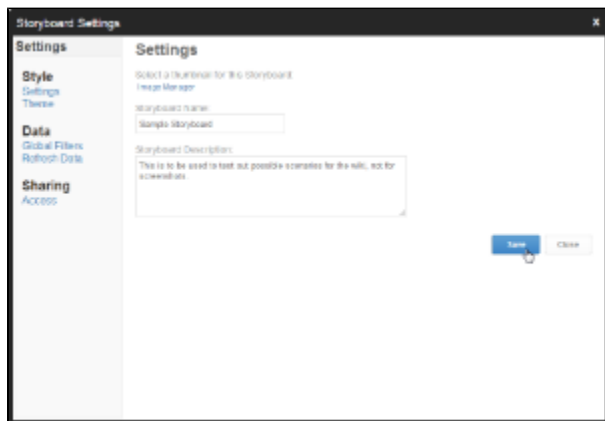 Storyboard Settings
x
Settings
Style
Settings
Theme
Data
Global Filters
Refresh Data
Sharing
Access
Settings
Select a thumbnail for this Storyboard
Image Manager
Storyboard Name:
Sample Storyboard
Storyboard Description:
This is to be used to test out possible scenarios for the wiki, not for
screenshots
Save
Close